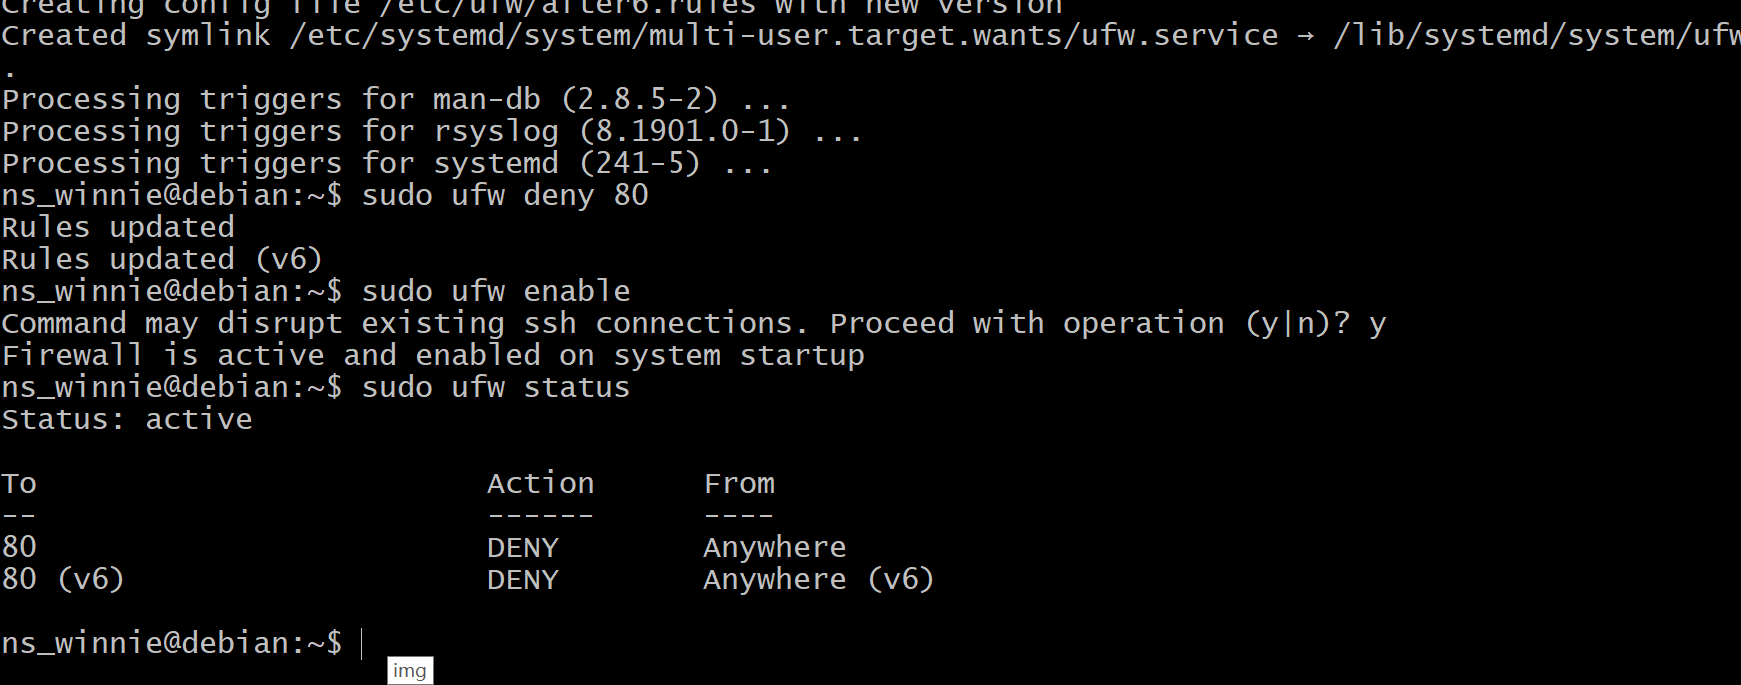 Creating config file /etc/ufw/after6.rules with new version
Created symlink /etc/systemd/system/multi-user.target.wants/ufw.service → /lib/systemd/system/ufw
.
Processing triggers for man-db (2.8.5-2) ...
Processing triggers for rsyslog (8.1901.0-1) ...
Processing triggers for systemd (241-5) ...
ns_winnie@debian:~$ sudo ufw deny 80
Rules updated
Rules updated (v6)
ns_winnie@debian:~$ sudo ufw enable
Command may disrupt existing ssh connections. Proceed with operation (y|n)? y
Firewall is active and enabled on system startup
ns_winnie@debian:~$ sudo ufw status
Status: active
To                         Action      From
--                         ------      ----
80                         DENY        Anywhere
80 (v6)                    DENY        Anywhere (v6)
ns_winnie@debian:~$
img